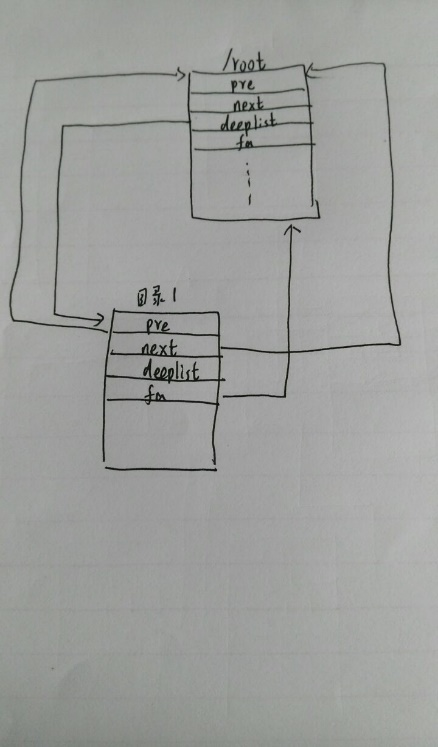 /root
pre
next
deeplist
fa
目录1
pre
next
deeplist
fa